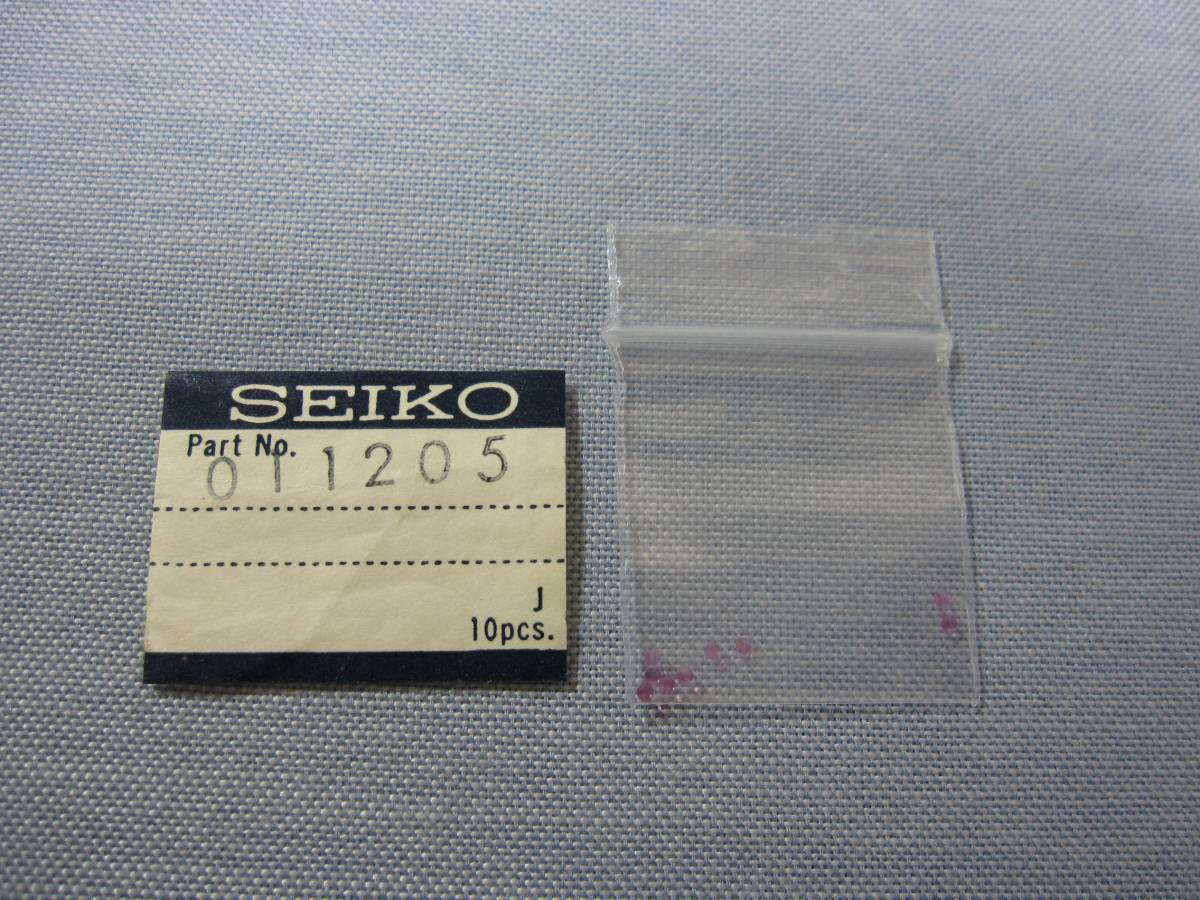 SEIKO
Part No.
011205
J
10pcs.